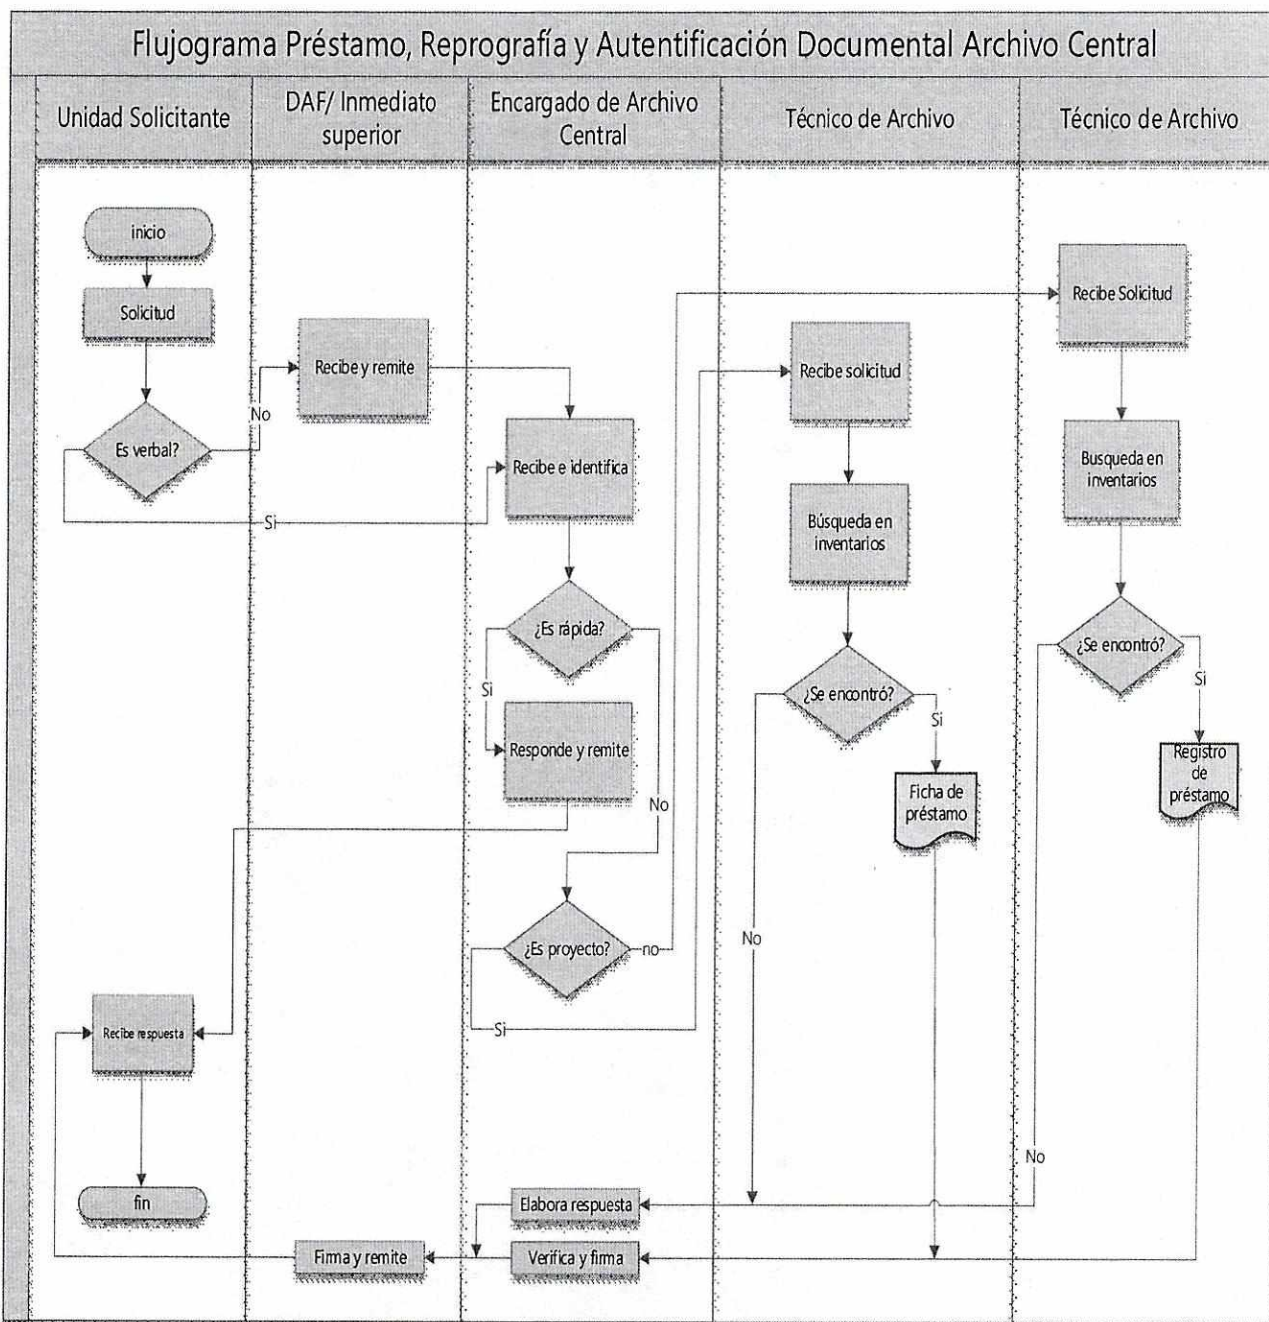 Flujograma Préstamo, Reprografía y Autentificación Documental Archivo Central
Unidad Solicitante
DAF/ Inmediato
superior
Encargado de Archivo
Central
Técnico de Archivo
Técnico de Archivo
inicio
Solicitud
Es verbal?
No
Si
Recibe y remite
Recibe e identifica
¿Es rápida?
Si
No
Responde y remite
¿Es proyecto?
no
Si
Recibe solicitud
Búsqueda en
inventarios
¿Se encontró?
Si
No
Ficha de
préstamo
Recibe Solicitud
Busqueda en
inventarios
¿Se encontró?
Si
No
Registro
de
préstamo
Recibe respuesta
fin
Elabora respuesta
Firma y remite
Verifica y firma